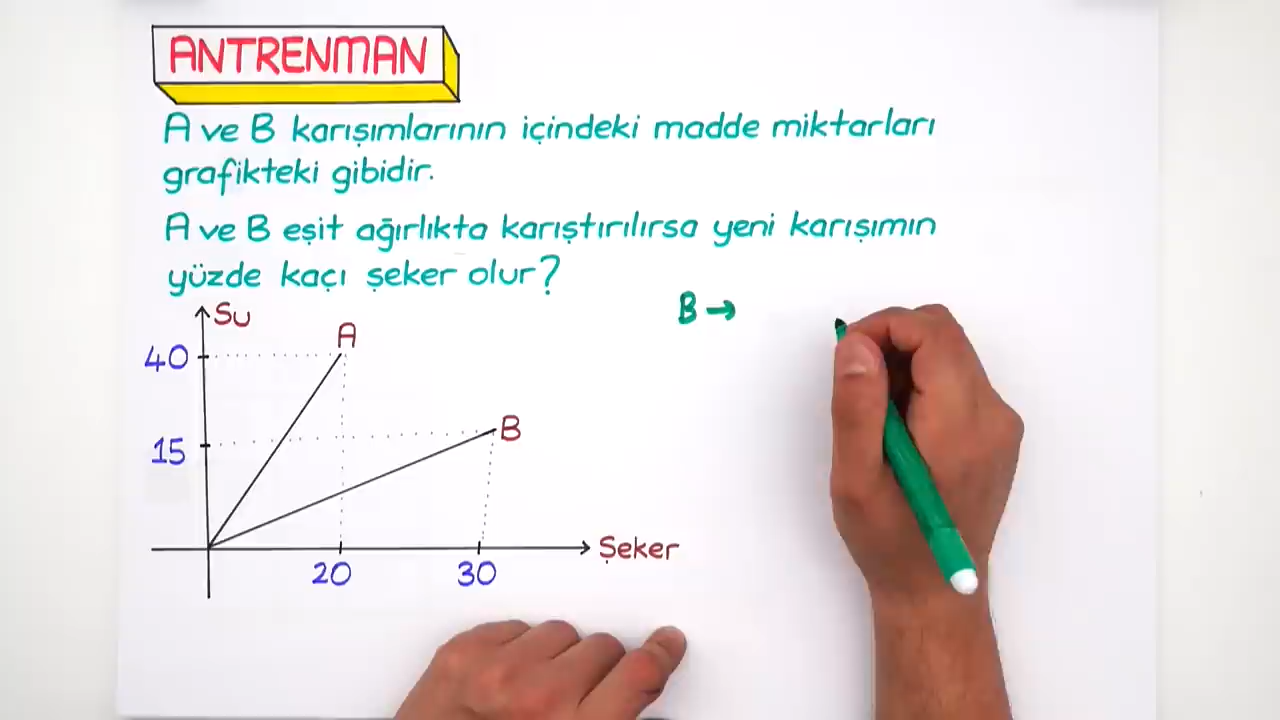 ANTRENMAN
A ve B karışımlarının içindeki madde miktarları
grafikteki gibidir.
A ve B eşit ağırlıkta karıştırılırsa yeni karışımın
yüzde kaçı şeker olur?
B →
Su
A
40
B
15
Şeker
20 30